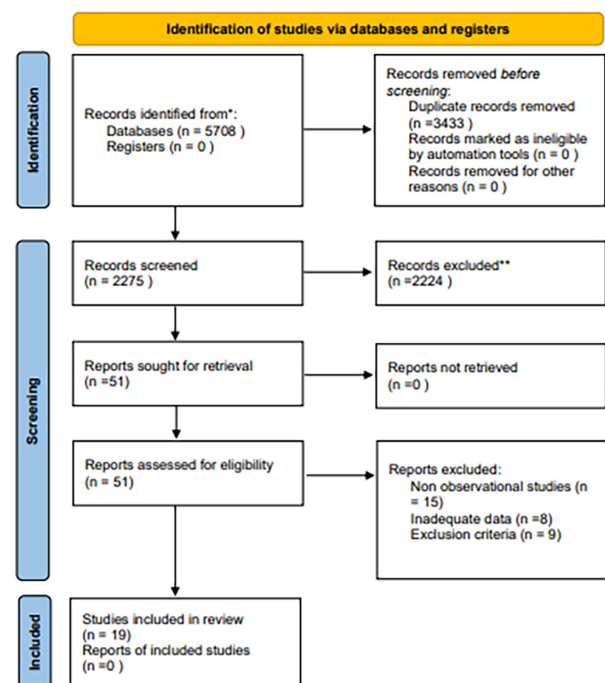 Identification of studies via databases and registers
Identification
Records identified from*:
Databases (n = 5708 )
Registers (n = 0 )
Records removed before
screening:
Duplicate records removed
(n =3433)
Records marked as ineligible
by automation tools (n = 0 )
Records removed for other
reasons (n = 0 )
Screening
Records screened
(n = 2275 )
Records excluded**
(n =2224 )
Reports sought for retrieval
(n =51)
Reports not retrieved
(n =0 )
Reports assessed for eligibility
(n = 51)
Reports excluded:
Non observational studies (n
= 15)
Inadequate data (n =8)
Exclusion criteria (n = 9)
Included
Studies included in review
(n = 19)
Reports of included studies
(n =0 )